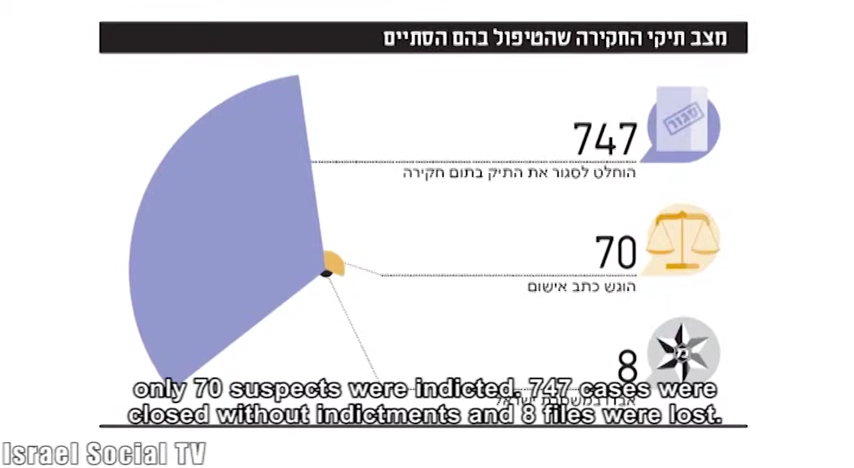 מצב תיקי החקירה שהטיפול בהם הסתיים
747
הוחלט לסגור את התיק בתום חקירה
סגור
70
הוגש כתב אישום
8
מ
only 70 suspects were indicted. 747 cases were
closed without indictments and 8 files were lost.
Israel Social TV